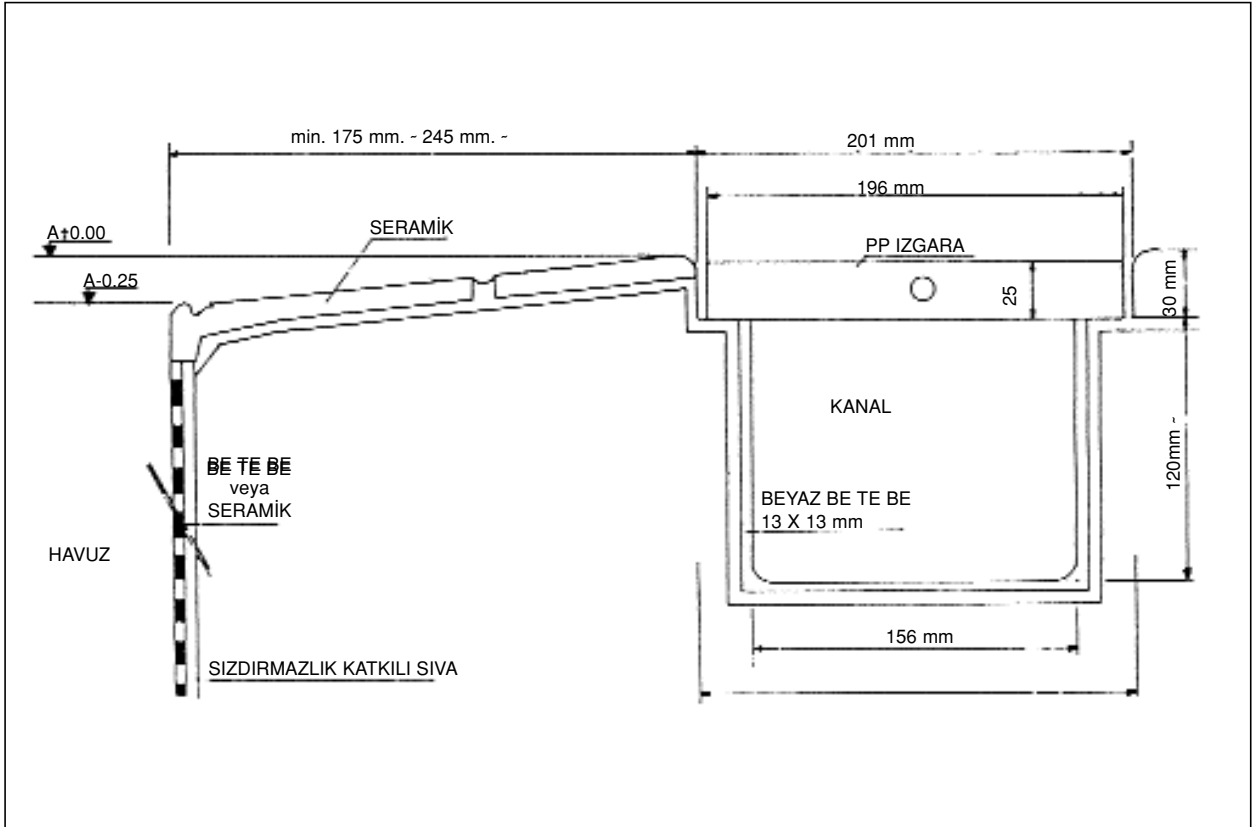 min. 175 mm. ~ 245 mm. ~
201 mm
196 mm
A±0.00
SERAMİK
PP IZGARA
A-0.25
25
30 mm
KANAL
120mm ~
BE TE BE
veya
SERAMİK
BEYAZ BE TE BE
13 X 13 mm
HAVUZ
156 mm
SIZDIRMAZLIK KATKILI SIVA